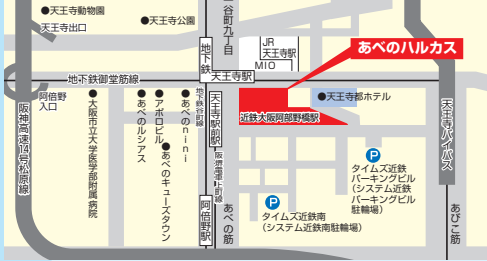 ●天王寺動物園
天王寺出口
●天王寺公園
谷町九丁目
地下鉄
JR
天王寺駅
MIO
あべのハルカス
天王寺駅
地下鉄御堂筋線
阿倍野
入口
●大阪市立大学医学部附属病院
●あべのルシアス
●アポロビル
●あべのキューズタウン
●あべのnini
地下鉄谷町線
天王寺駅前駅
阪堺電車上町線
阿倍野駅
あべの筋
近鉄大阪阿部野橋駅
●天王寺都ホテル
阪神高速14号松原線
天王寺バイパス
あびこ筋
P
タイムズ近鉄
パーキングビル
(システム近鉄
パーキングビル
駐輪場)
P
タイムズ近鉄南
(システム近鉄南駐輪場)